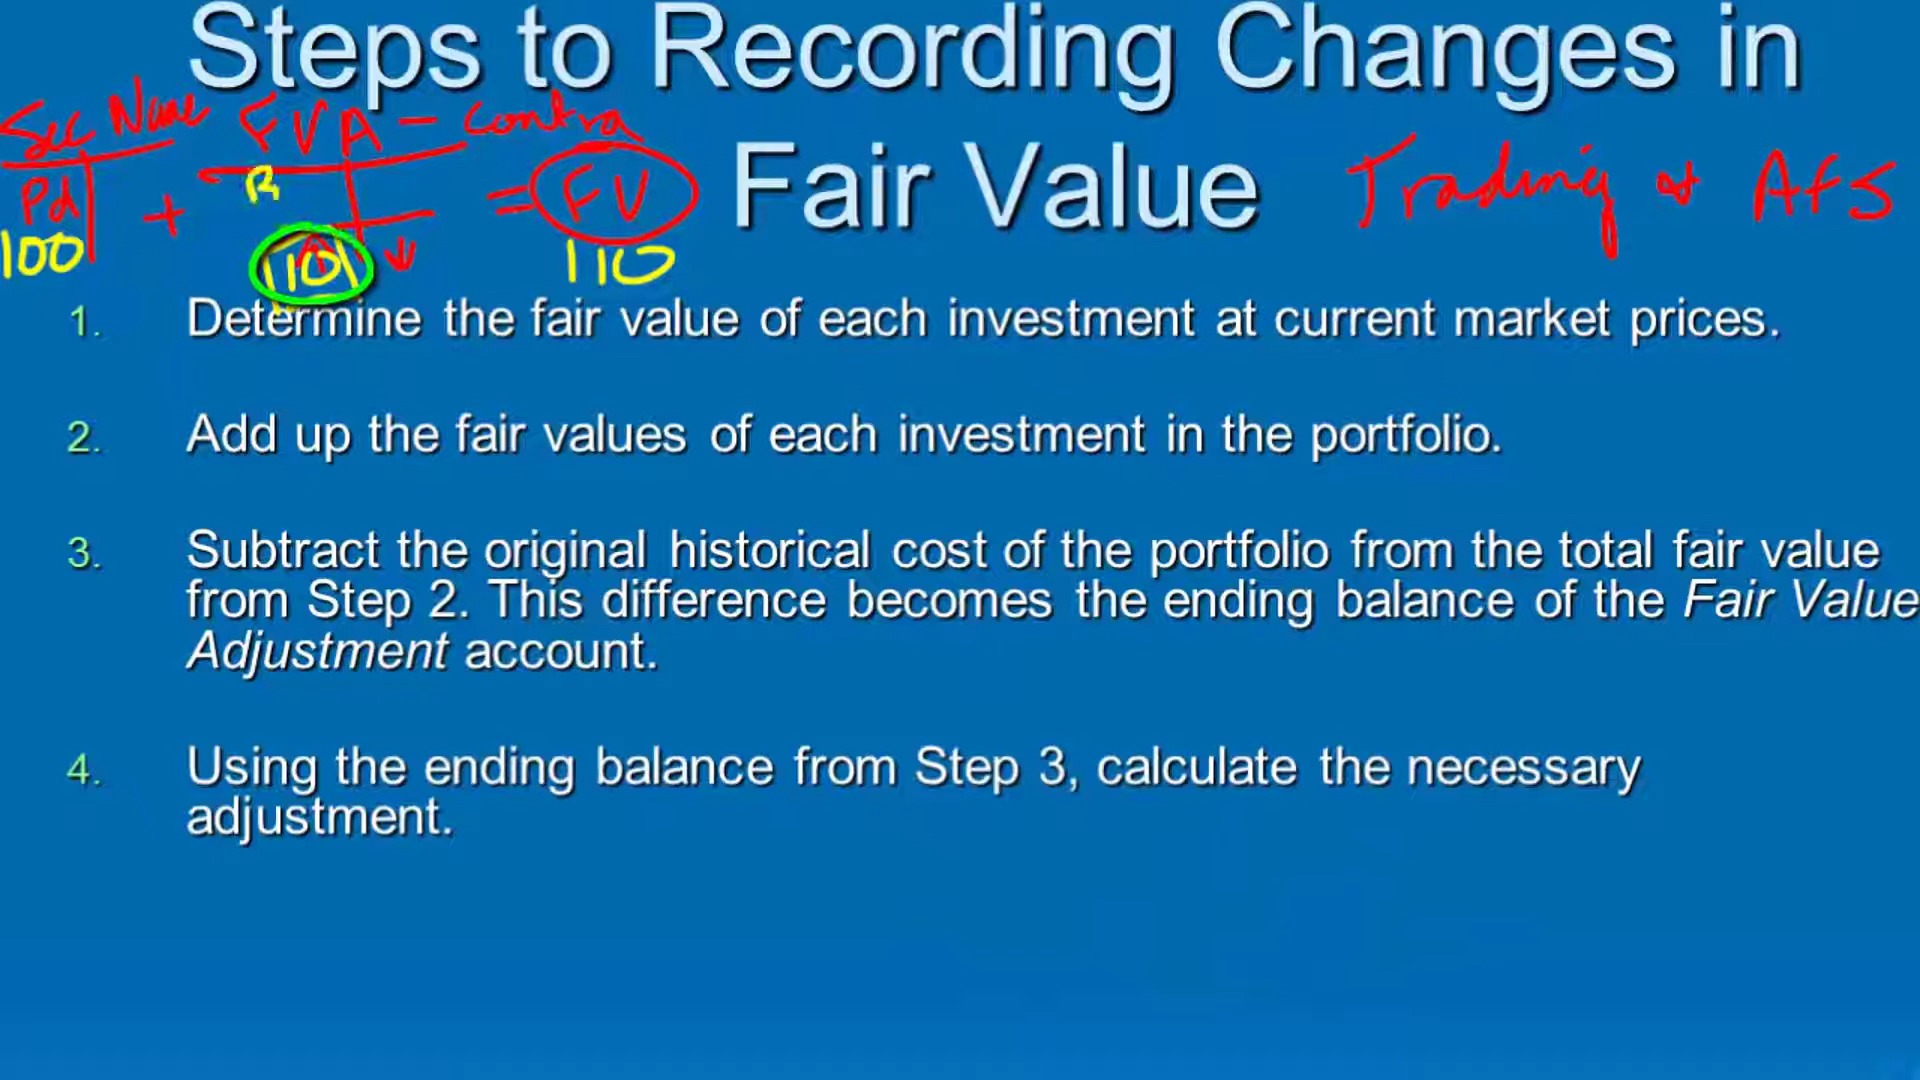 Steps to Recording Changes in
Fair Value
Sec Name FVA - Contra
Trading & AFS
Pd + = FV
100 10 110
1. Determine the fair value of each investment at current market prices.
2. Add up the fair values of each investment in the portfolio.
3. Subtract the original historical cost of the portfolio from the total fair value
from Step 2. This difference becomes the ending balance of the Fair Value
Adjustment account.
4. Using the ending balance from Step 3, calculate the necessary
adjustment.